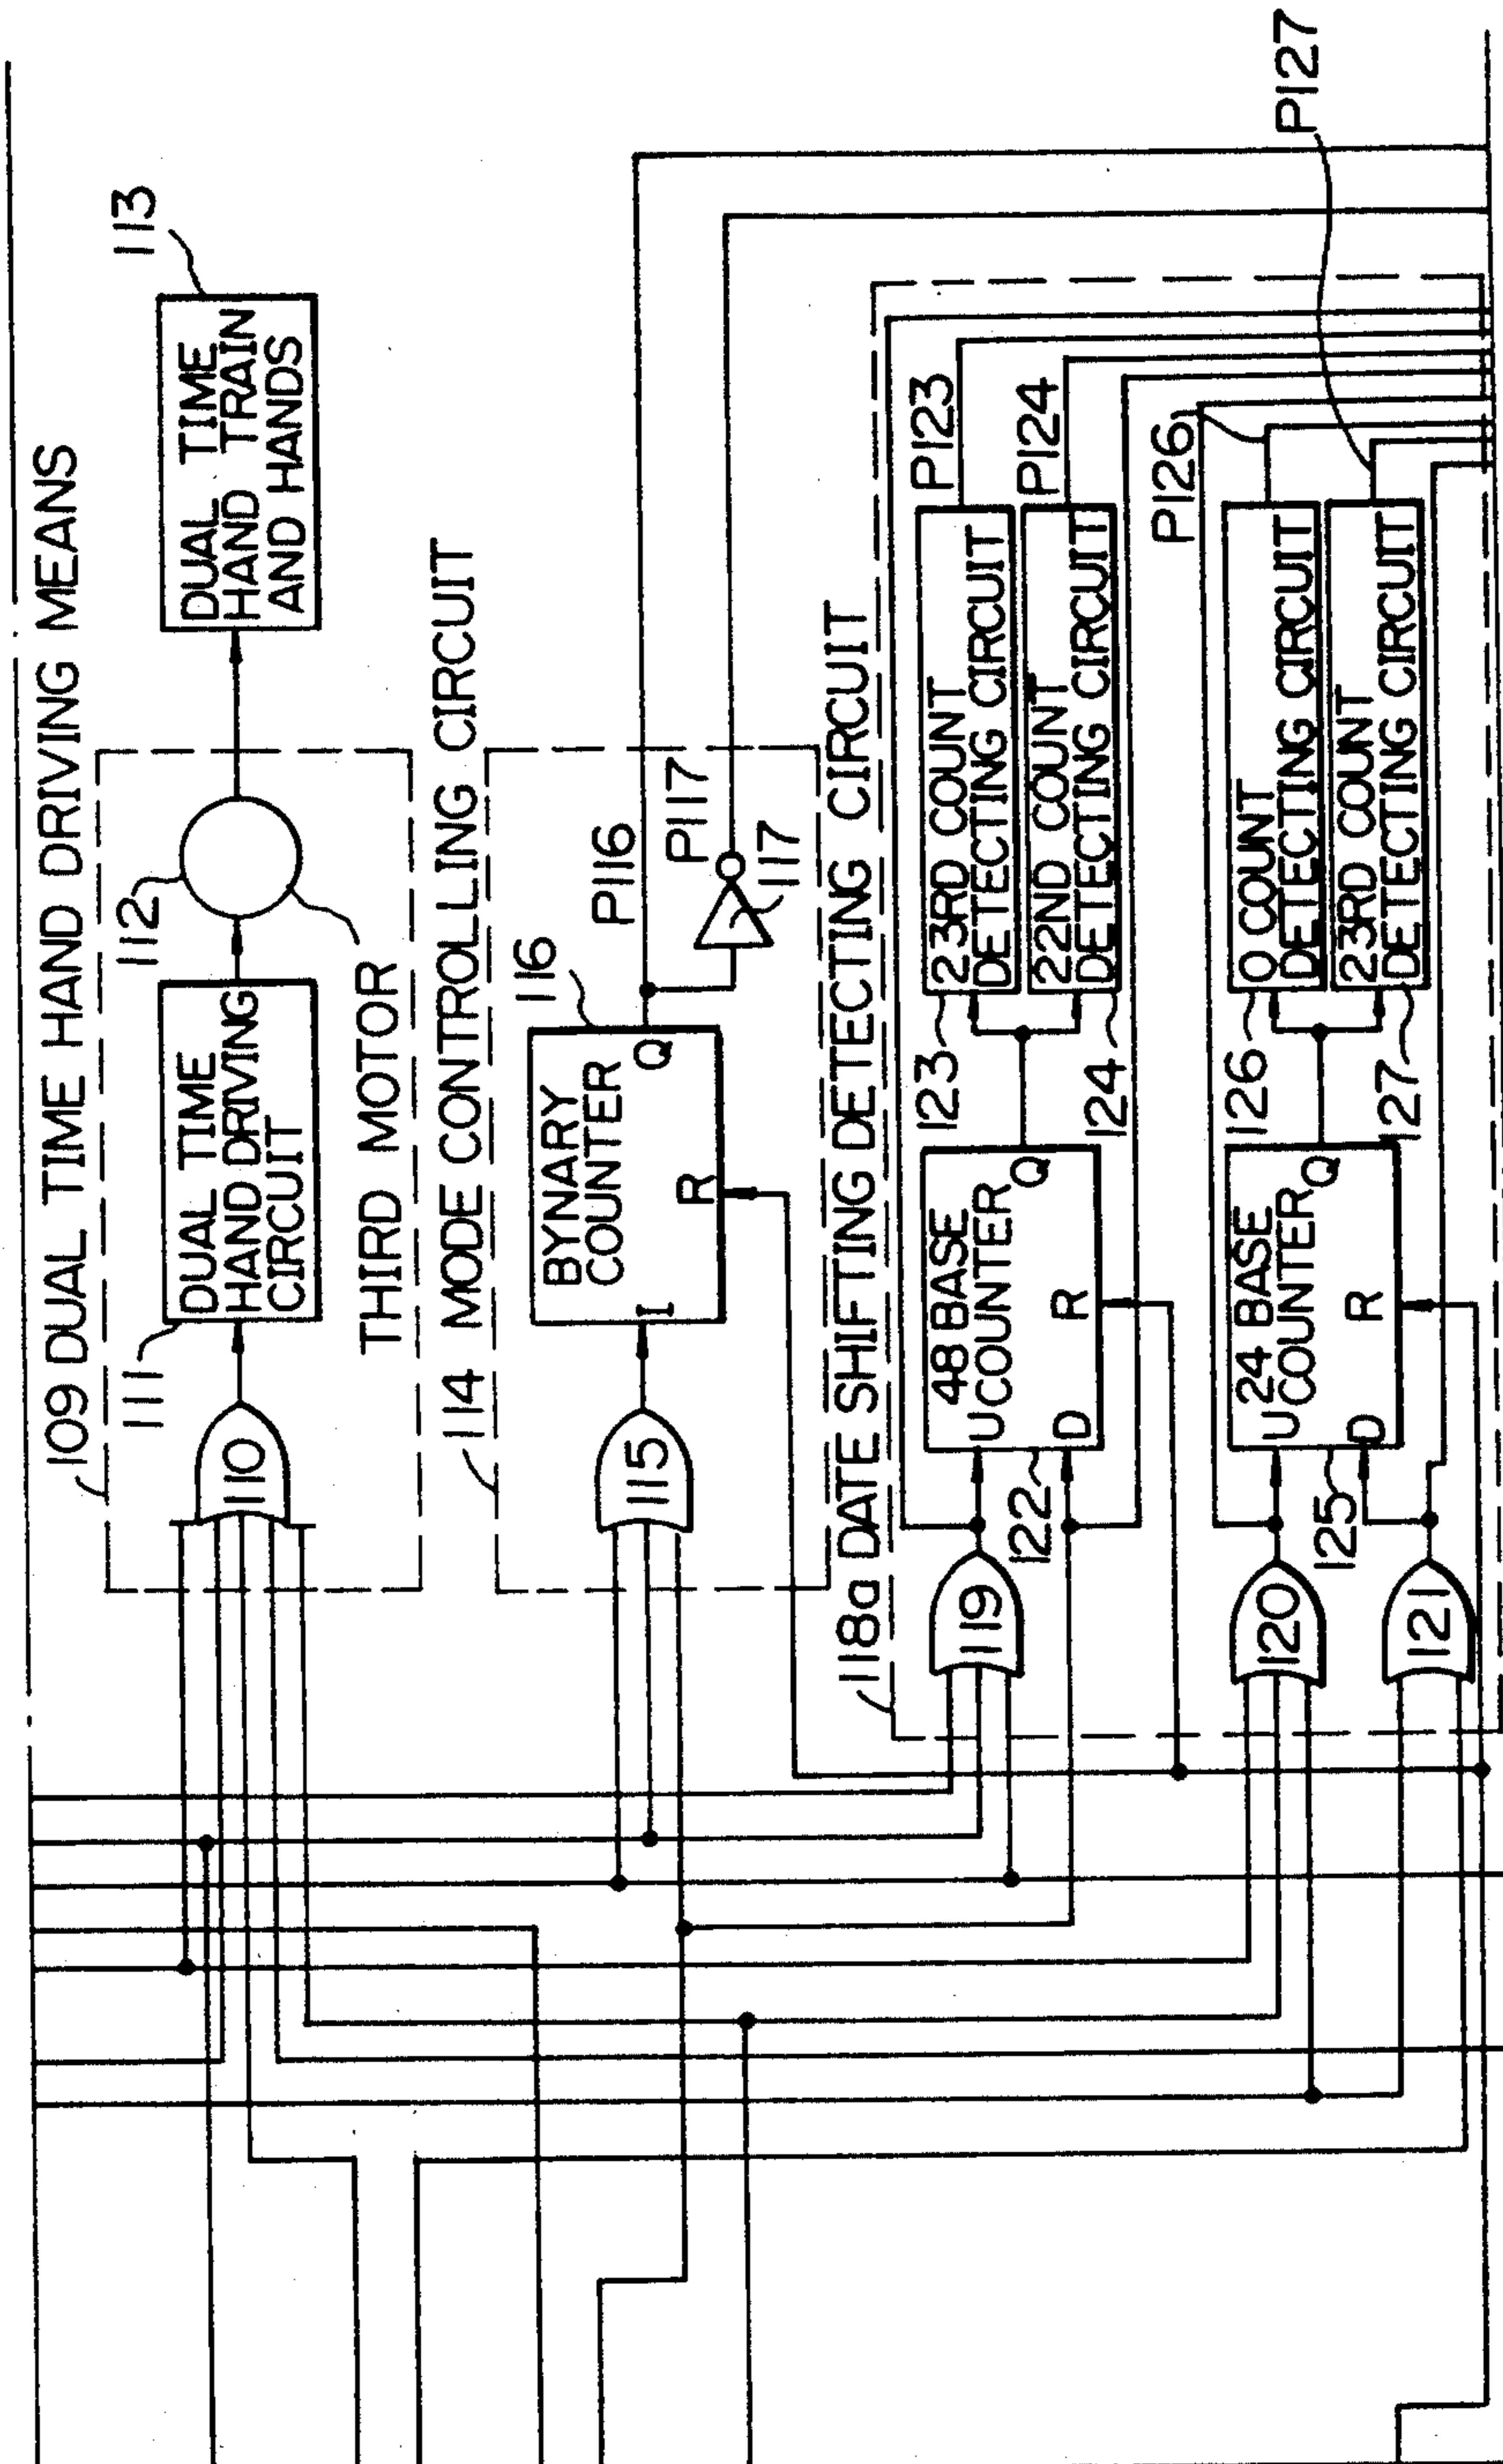 109 DUAL TIME HAND DRIVING MEANS
111
112
113
110
DUAL TIME
HAND DRIVING
CIRCUIT
DUAL TIME
HAND TRAIN
AND HANDS
THIRD MOTOR
114 MODE CONTROLLING CIRCUIT
116
P116
115
I
BYNARY
COUNTER
Q
R
P117
117
118a DATE SHIFTING DETECTING CIRCUIT
119
122
U
48 BASE
COUNTER
Q
D
R
123
23RD COUNT
DETECTING CIRCUIT
P123
22ND COUNT
DETECTING CIRCUIT
P124
124
120
125
U
24 BASE
COUNTER
Q
D
R
126
0 COUNT
DETECTING CIRCUIT
P126
23RD COUNT
DETECTING CIRCUIT
127
P127
121